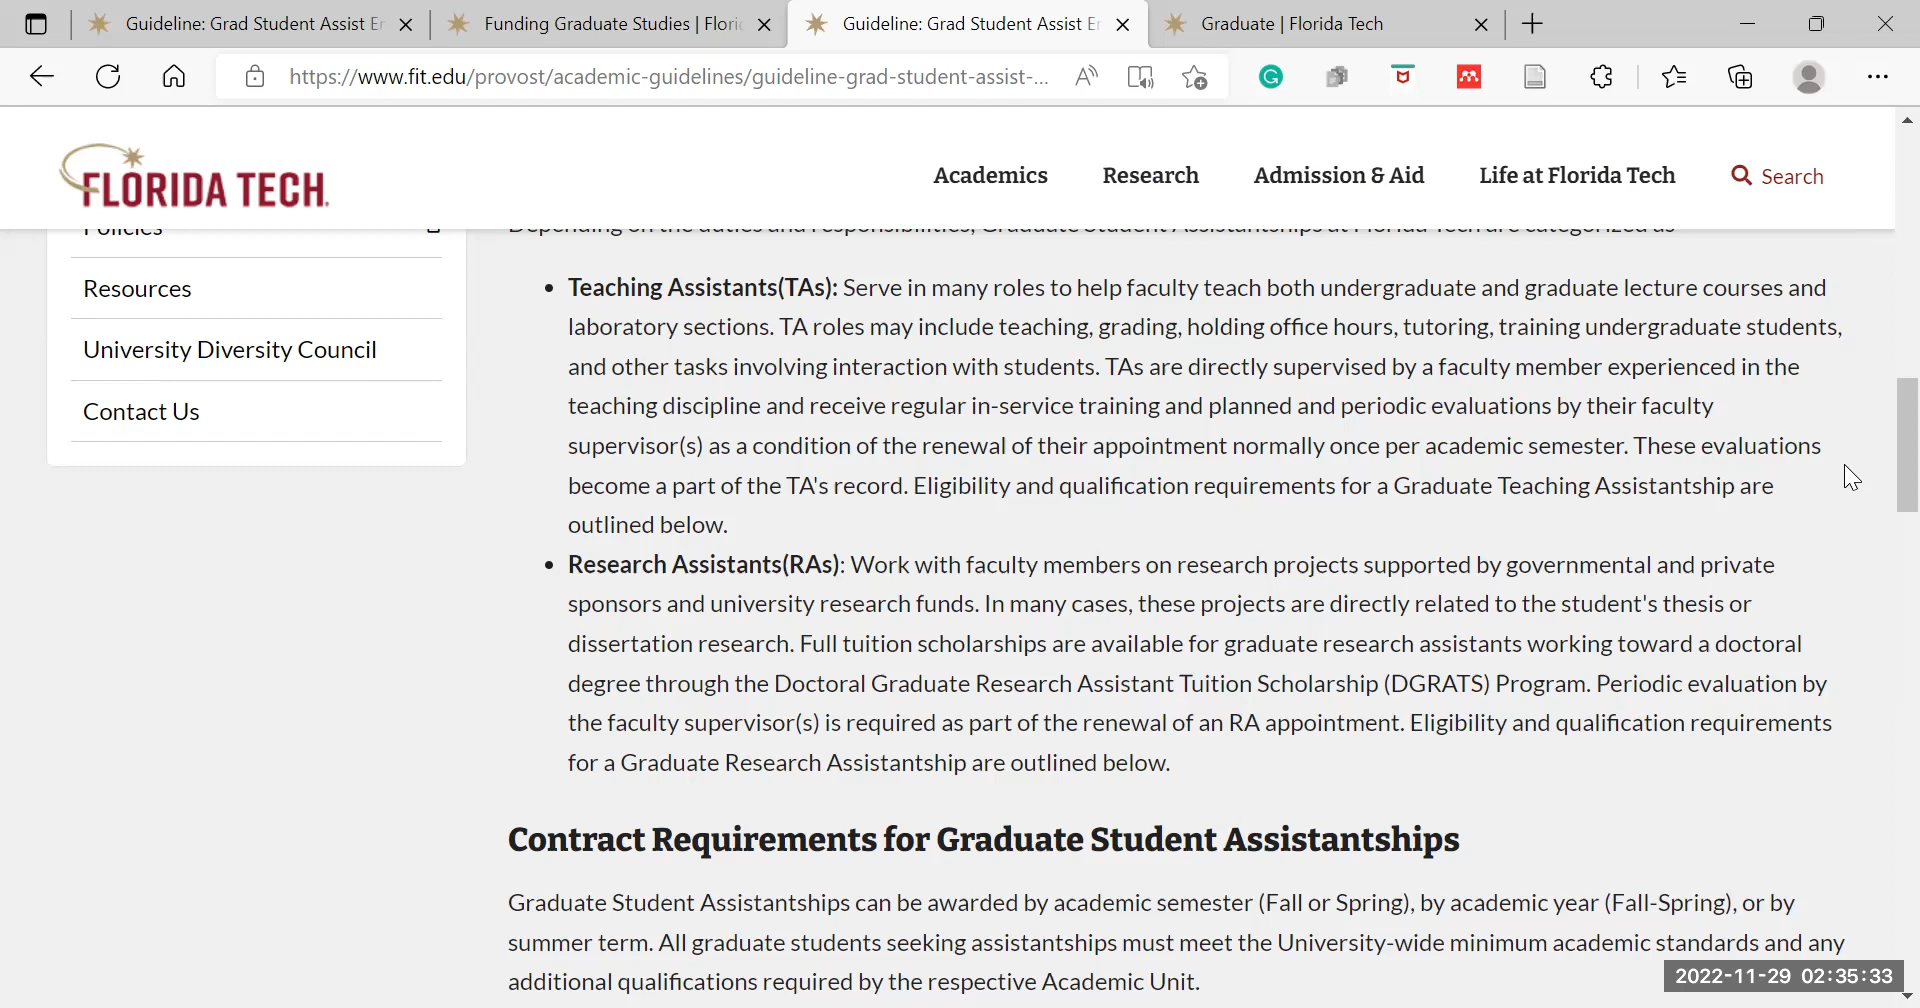 Guideline: Grad Student Assist Er
Funding Graduate Studies | Flori
Guideline: Grad Student Assist Er
Graduate | Florida Tech
https://www.fit.edu/provost/academic-guidelines/guideline-grad-student-assist-...
FLORIDA TECH
Academics
Research
Admission & Aid
Life at Florida Tech
Search
Policies
Resources
University Diversity Council
Contact Us
Depending on the duties and responsibilities, Graduate Student Assistantships at Florida Tech are categorized as
Teaching Assistants(TAs): Serve in many roles to help faculty teach both undergraduate and graduate lecture courses and
laboratory sections. TA roles may include teaching, grading, holding office hours, tutoring, training undergraduate students,
and other tasks involving interaction with students. TAs are directly supervised by a faculty member experienced in the
teaching discipline and receive regular in-service training and planned and periodic evaluations by their faculty
supervisor(s) as a condition of the renewal of their appointment normally once per academic semester. These evaluations
become a part of the TA's record. Eligibility and qualification requirements for a Graduate Teaching Assistantship are
outlined below.
Research Assistants(RAs): Work with faculty members on research projects supported by governmental and private
sponsors and university research funds. In many cases, these projects are directly related to the student's thesis or
dissertation research. Full tuition scholarships are available for graduate research assistants working toward a doctoral
degree through the Doctoral Graduate Research Assistant Tuition Scholarship (DGRATS) Program. Periodic evaluation by
the faculty supervisor(s) is required as part of the renewal of an RA appointment. Eligibility and qualification requirements
for a Graduate Research Assistantship are outlined below.
Contract Requirements for Graduate Student Assistantships
Graduate Student Assistantships can be awarded by academic semester (Fall or Spring), by academic year (Fall-Spring), or by
summer term. All graduate students seeking assistantships must meet the University-wide minimum academic standards and any
additional qualifications required by the respective Academic Unit.
2022-11-29 02:35:33